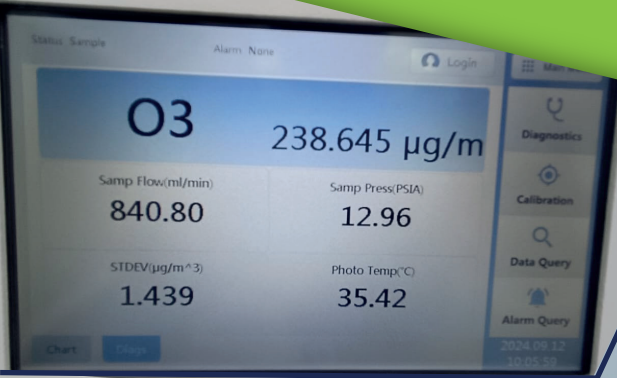 Status: Sample
Alarm: None
Login
Main
O3
238.645 µg/m
Samp Flow(ml/min)
840.80
Samp Press(PSIA)
12.96
STDEV(µg/m^3)
1.439
Photo Temp(°C)
35.42
Diagnostics
Calibration
Data Query
Alarm Query
Chart
Diags
2024.09.12
10:05:59